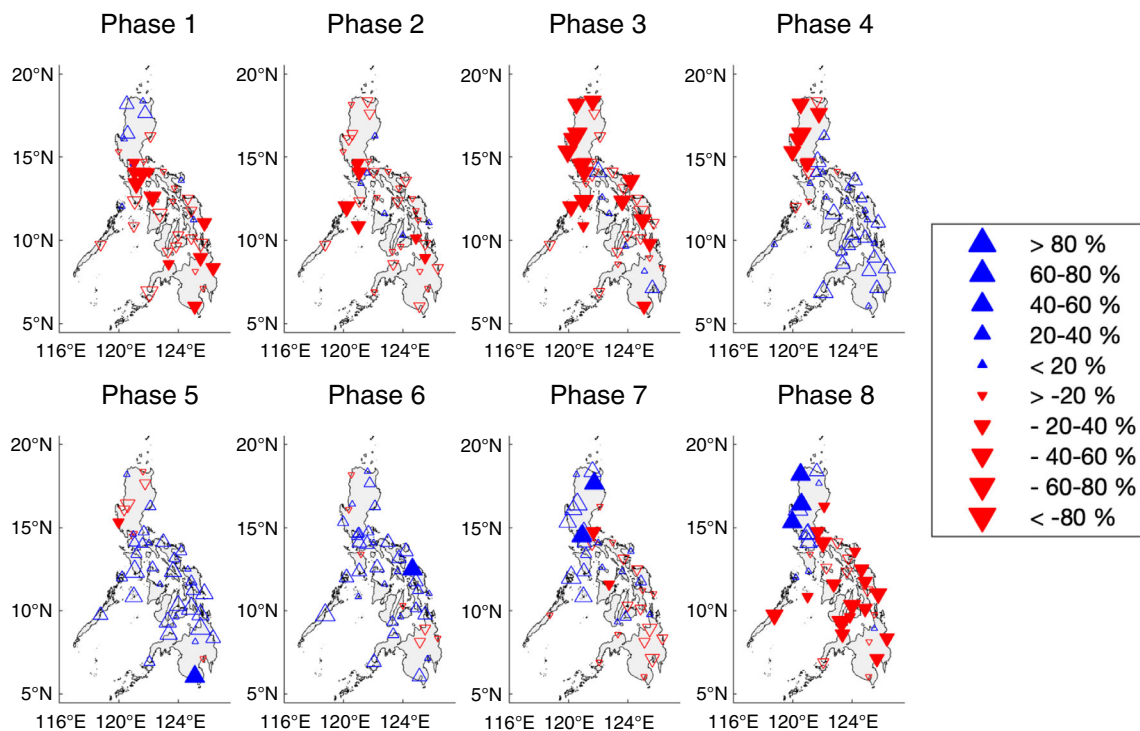 Phase 1 Phase 2 Phase 3 Phase 4
20°N 20°N 20°N 20°N
15°N 15°N 15°N 15°N
10°N 10°N 10°N 10°N
5°N 5°N 5°N 5°N
116°E 120°E 124°E 116°E 120°E 124°E 116°E 120°E 124°E 116°E 120°E 124°E
> 80 %
60-80 %
40-60 %
20-40 %
< 20 %
> -20 %
- 20-40 %
- 40-60 %
- 60-80 %
< -80 %
Phase 5 Phase 6 Phase 7 Phase 8
20°N 20°N 20°N 20°N
15°N 15°N 15°N 15°N
10°N 10°N 10°N 10°N
5°N 5°N 5°N 5°N
116°E 120°E 124°E 116°E 120°E 124°E 116°E 120°E 124°E 116°E 120°E 124°E